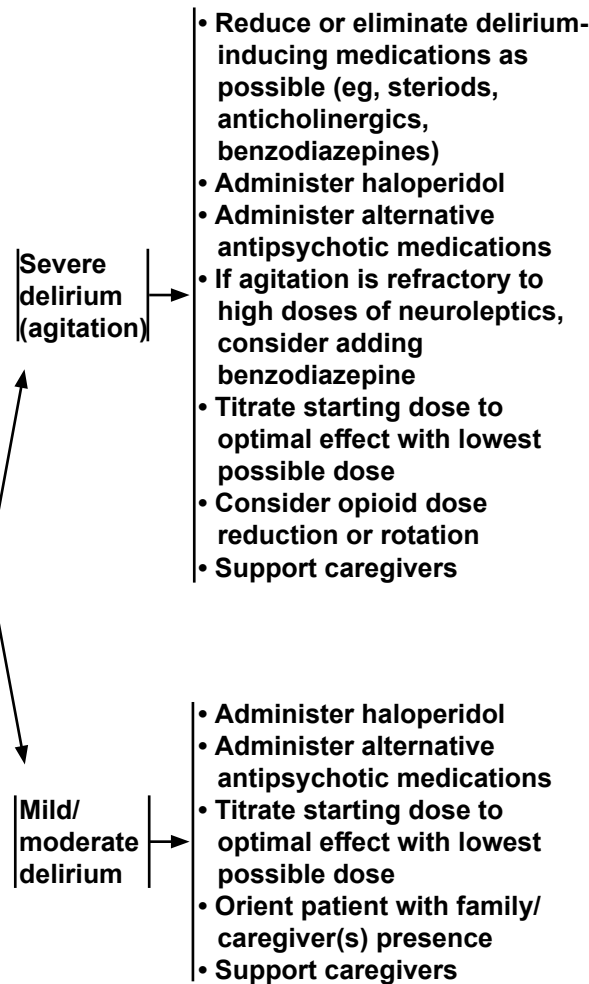 Severe
delirium
(agitation)
• Reduce or eliminate delirium-
inducing medications as
possible (eg, steriods,
anticholinergics,
benzodiazepines)
• Administer haloperidol
• Administer alternative
antipsychotic medications
• If agitation is refractory to
high doses of neuroleptics,
consider adding
benzodiazepine
• Titrate starting dose to
optimal effect with lowest
possible dose
• Consider opioid dose
reduction or rotation
• Support caregivers
Mild/
moderate
delirium
• Administer haloperidol
• Administer alternative
antipsychotic medications
• Titrate starting dose to
optimal effect with lowest
possible dose
• Orient patient with family/
caregiver(s) presence
• Support caregivers